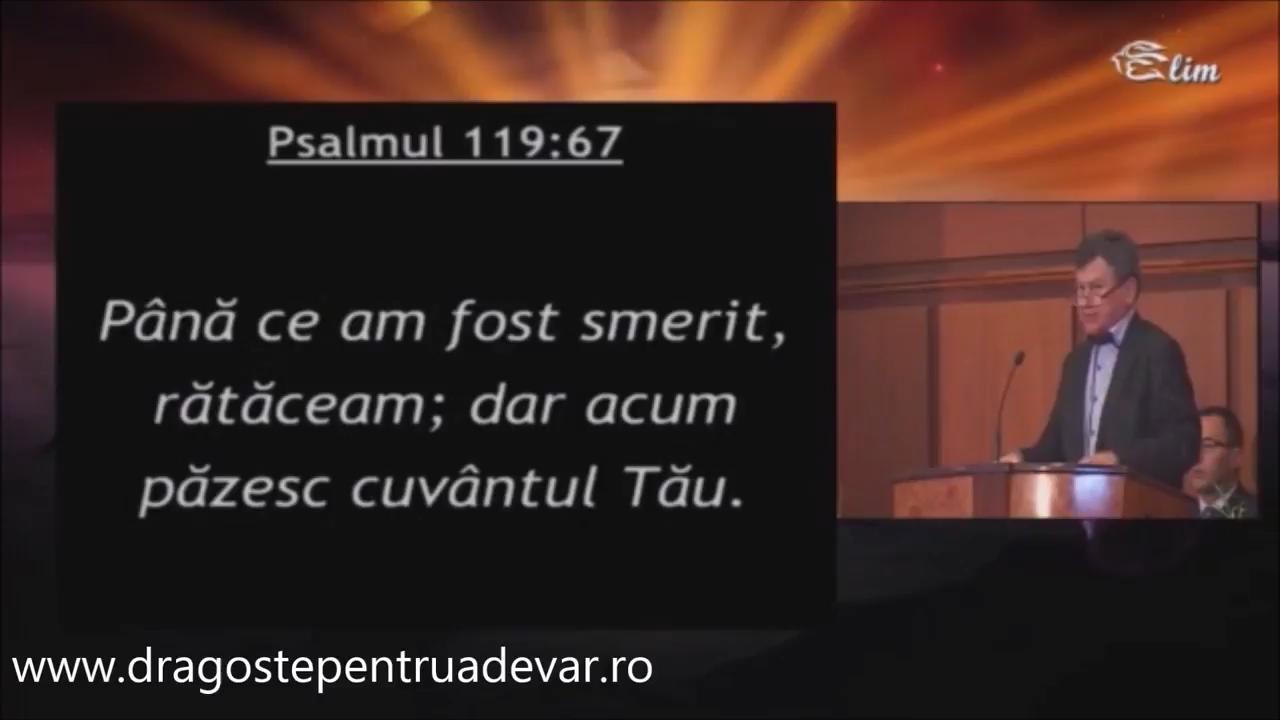 Elim
Psalmul 119:67
Până ce am fost smerit,
rătăceam; dar acum
păzesc cuvântul Tău.
www.dragostepentruadevar.ro